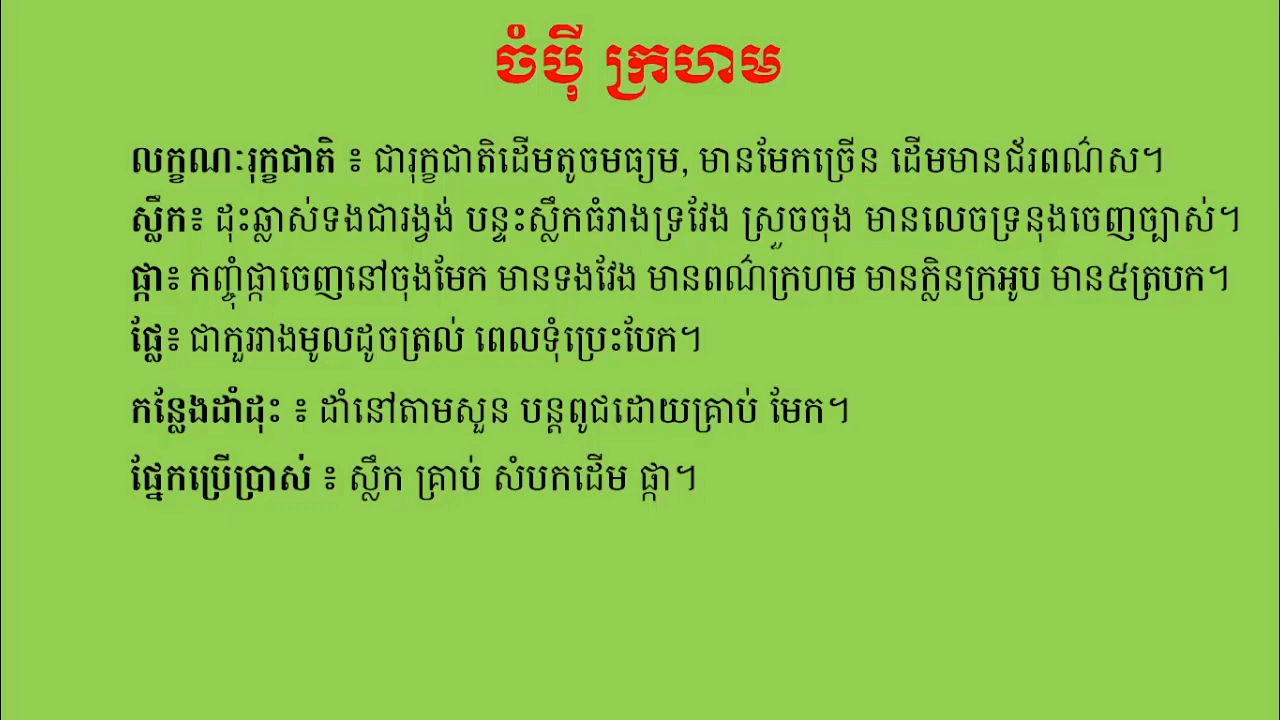 ចំប៉ី ក្រហម
លក្ខណៈរុក្ខជាតិ ៖ ជារុក្ខជាតិដើមតូចមធ្យម, មានមែកច្រើន ដើមមានជ័រពណ៌ស។
ស្លឹក៖ ដុះឆ្លាស់ទងជារង្វង់ បន្ទះស្លឹកធំរាងទ្រវែង ស្រួចចុង មានលេចទ្រនុងចេញច្បាស់។
ផ្កា៖ កញ្ចុំផ្កាចេញនៅចុងមែក មានទងវែង មានពណ៌ក្រហម មានក្លិនក្រអូប មាន៥ត្របក។
ផ្លែ៖ ជាកួររាងមូលដូចត្រល់ ពេលទុំប្រេះបែក។
កន្លែងដាំដុះ ៖ ដាំនៅតាមសួន បន្តពូជដោយគ្រាប់ មែក។
ផ្នែកប្រើប្រាស់ ៖ ស្លឹក គ្រាប់ សំបកដើម ផ្កា។